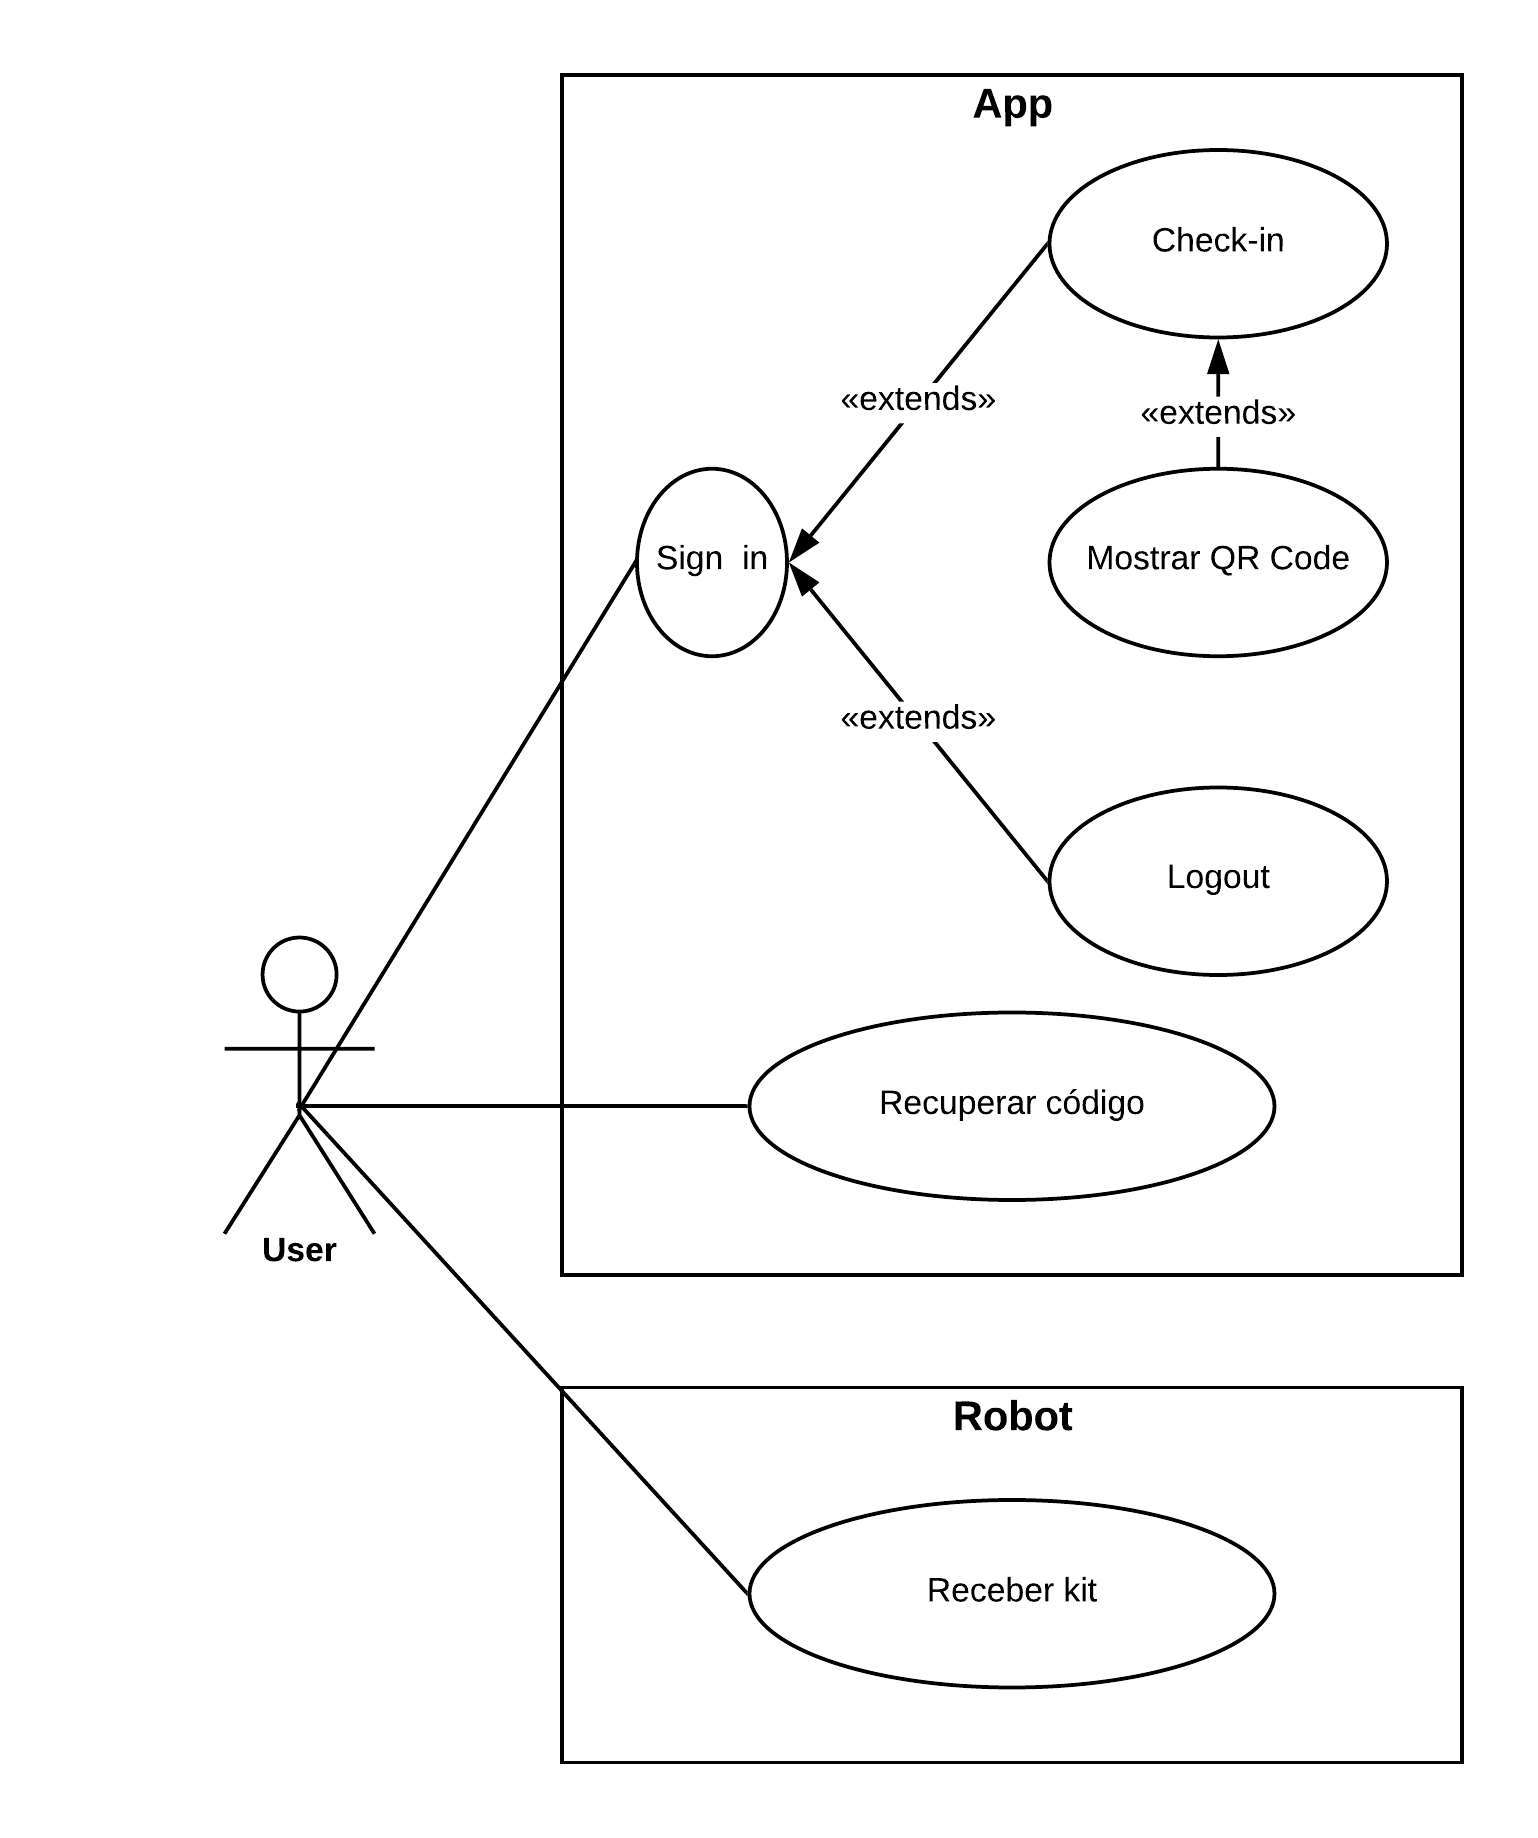 App
Check-in
«extends»
«extends»
Sign  in
Mostrar QR Code
«extends»
Logout
Recuperar código
User
Robot
Receber kit